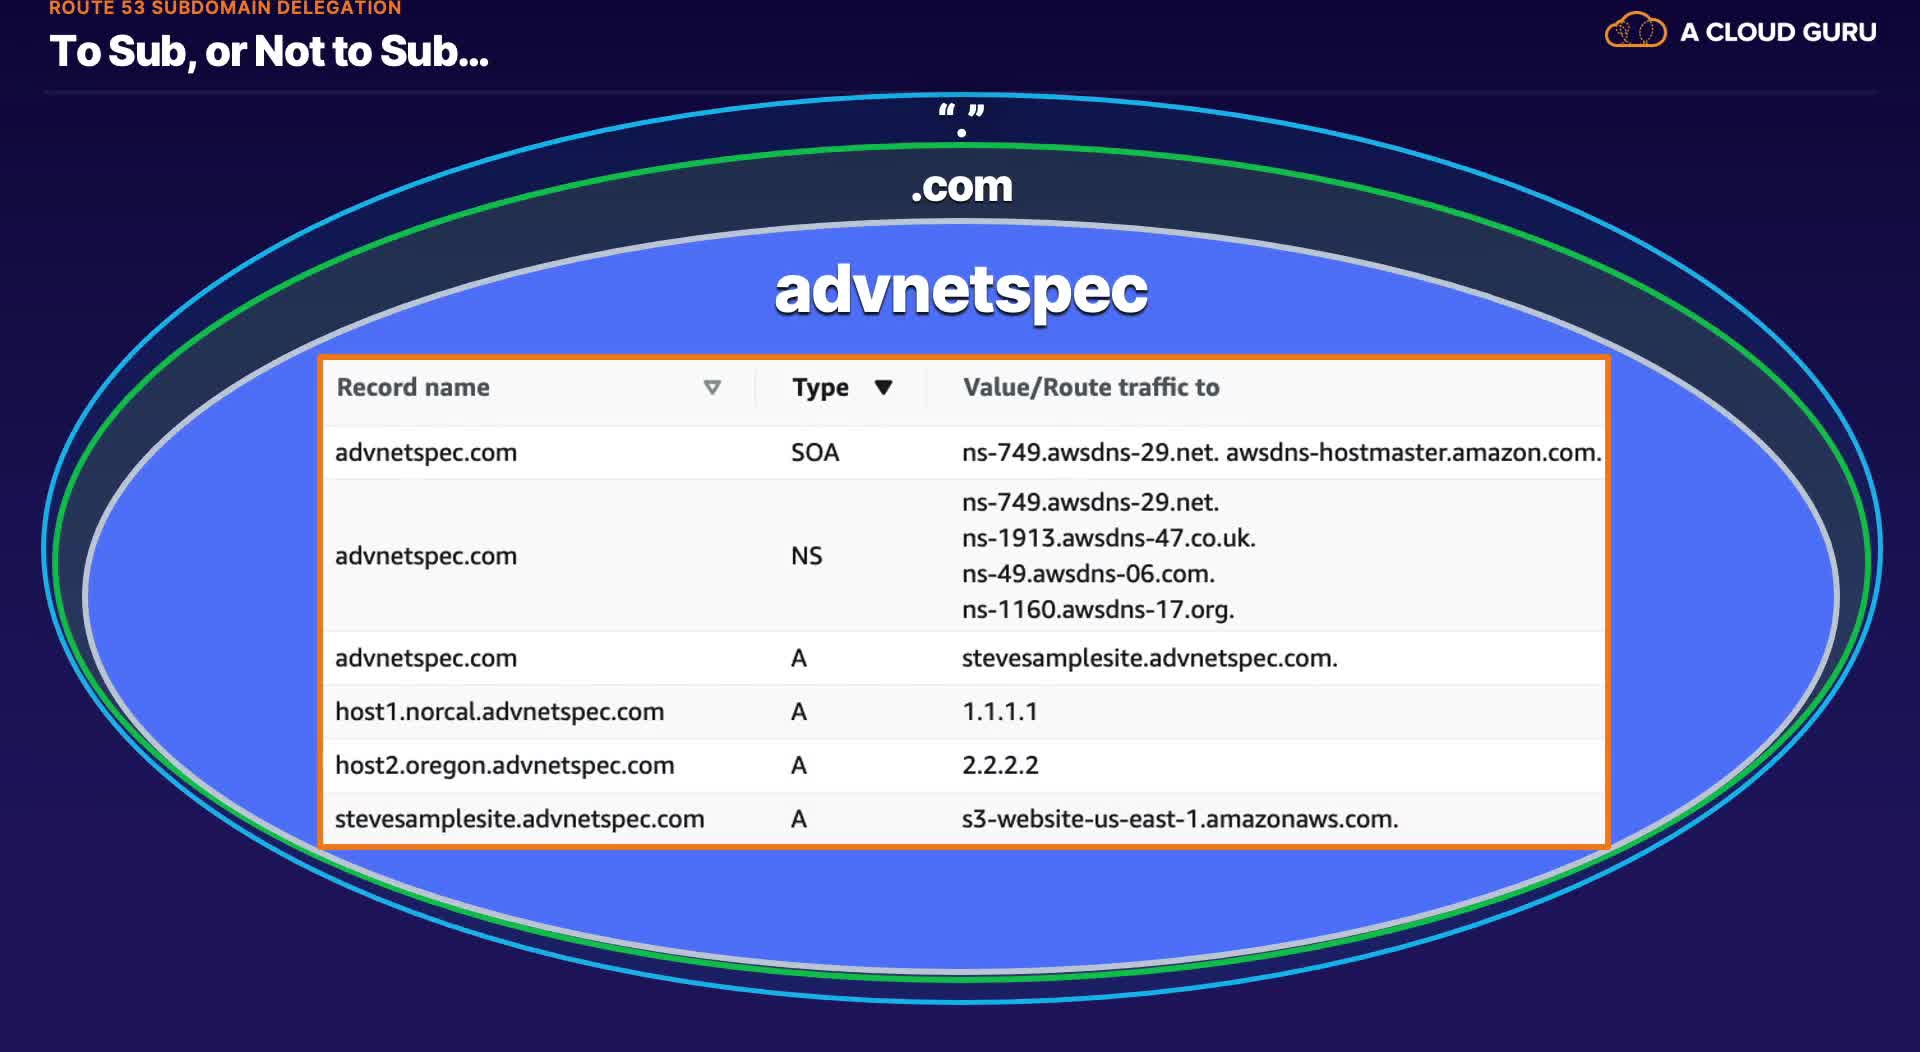 ROUTE 53 SUBDOMAIN DELEGATION
To Sub, or Not to Sub...
A CLOUD GURU
“.”
.com
advnetspec
Record name Type Value/Route traffic to
advnetspec.com SOA ns-749.awsdns-29.net. awsdns-hostmaster.amazon.com.
advnetspec.com NS ns-749.awsdns-29.net.
ns-1913.awsdns-47.co.uk.
ns-49.awsdns-06.com.
ns-1160.awsdns-17.org.
advnetspec.com A stevesamplesite.advnetspec.com.
host1.norcal.advnetspec.com A 1.1.1.1
host2.oregon.advnetspec.com A 2.2.2.2
stevesamplesite.advnetspec.com A s3-website-us-east-1.amazonaws.com.